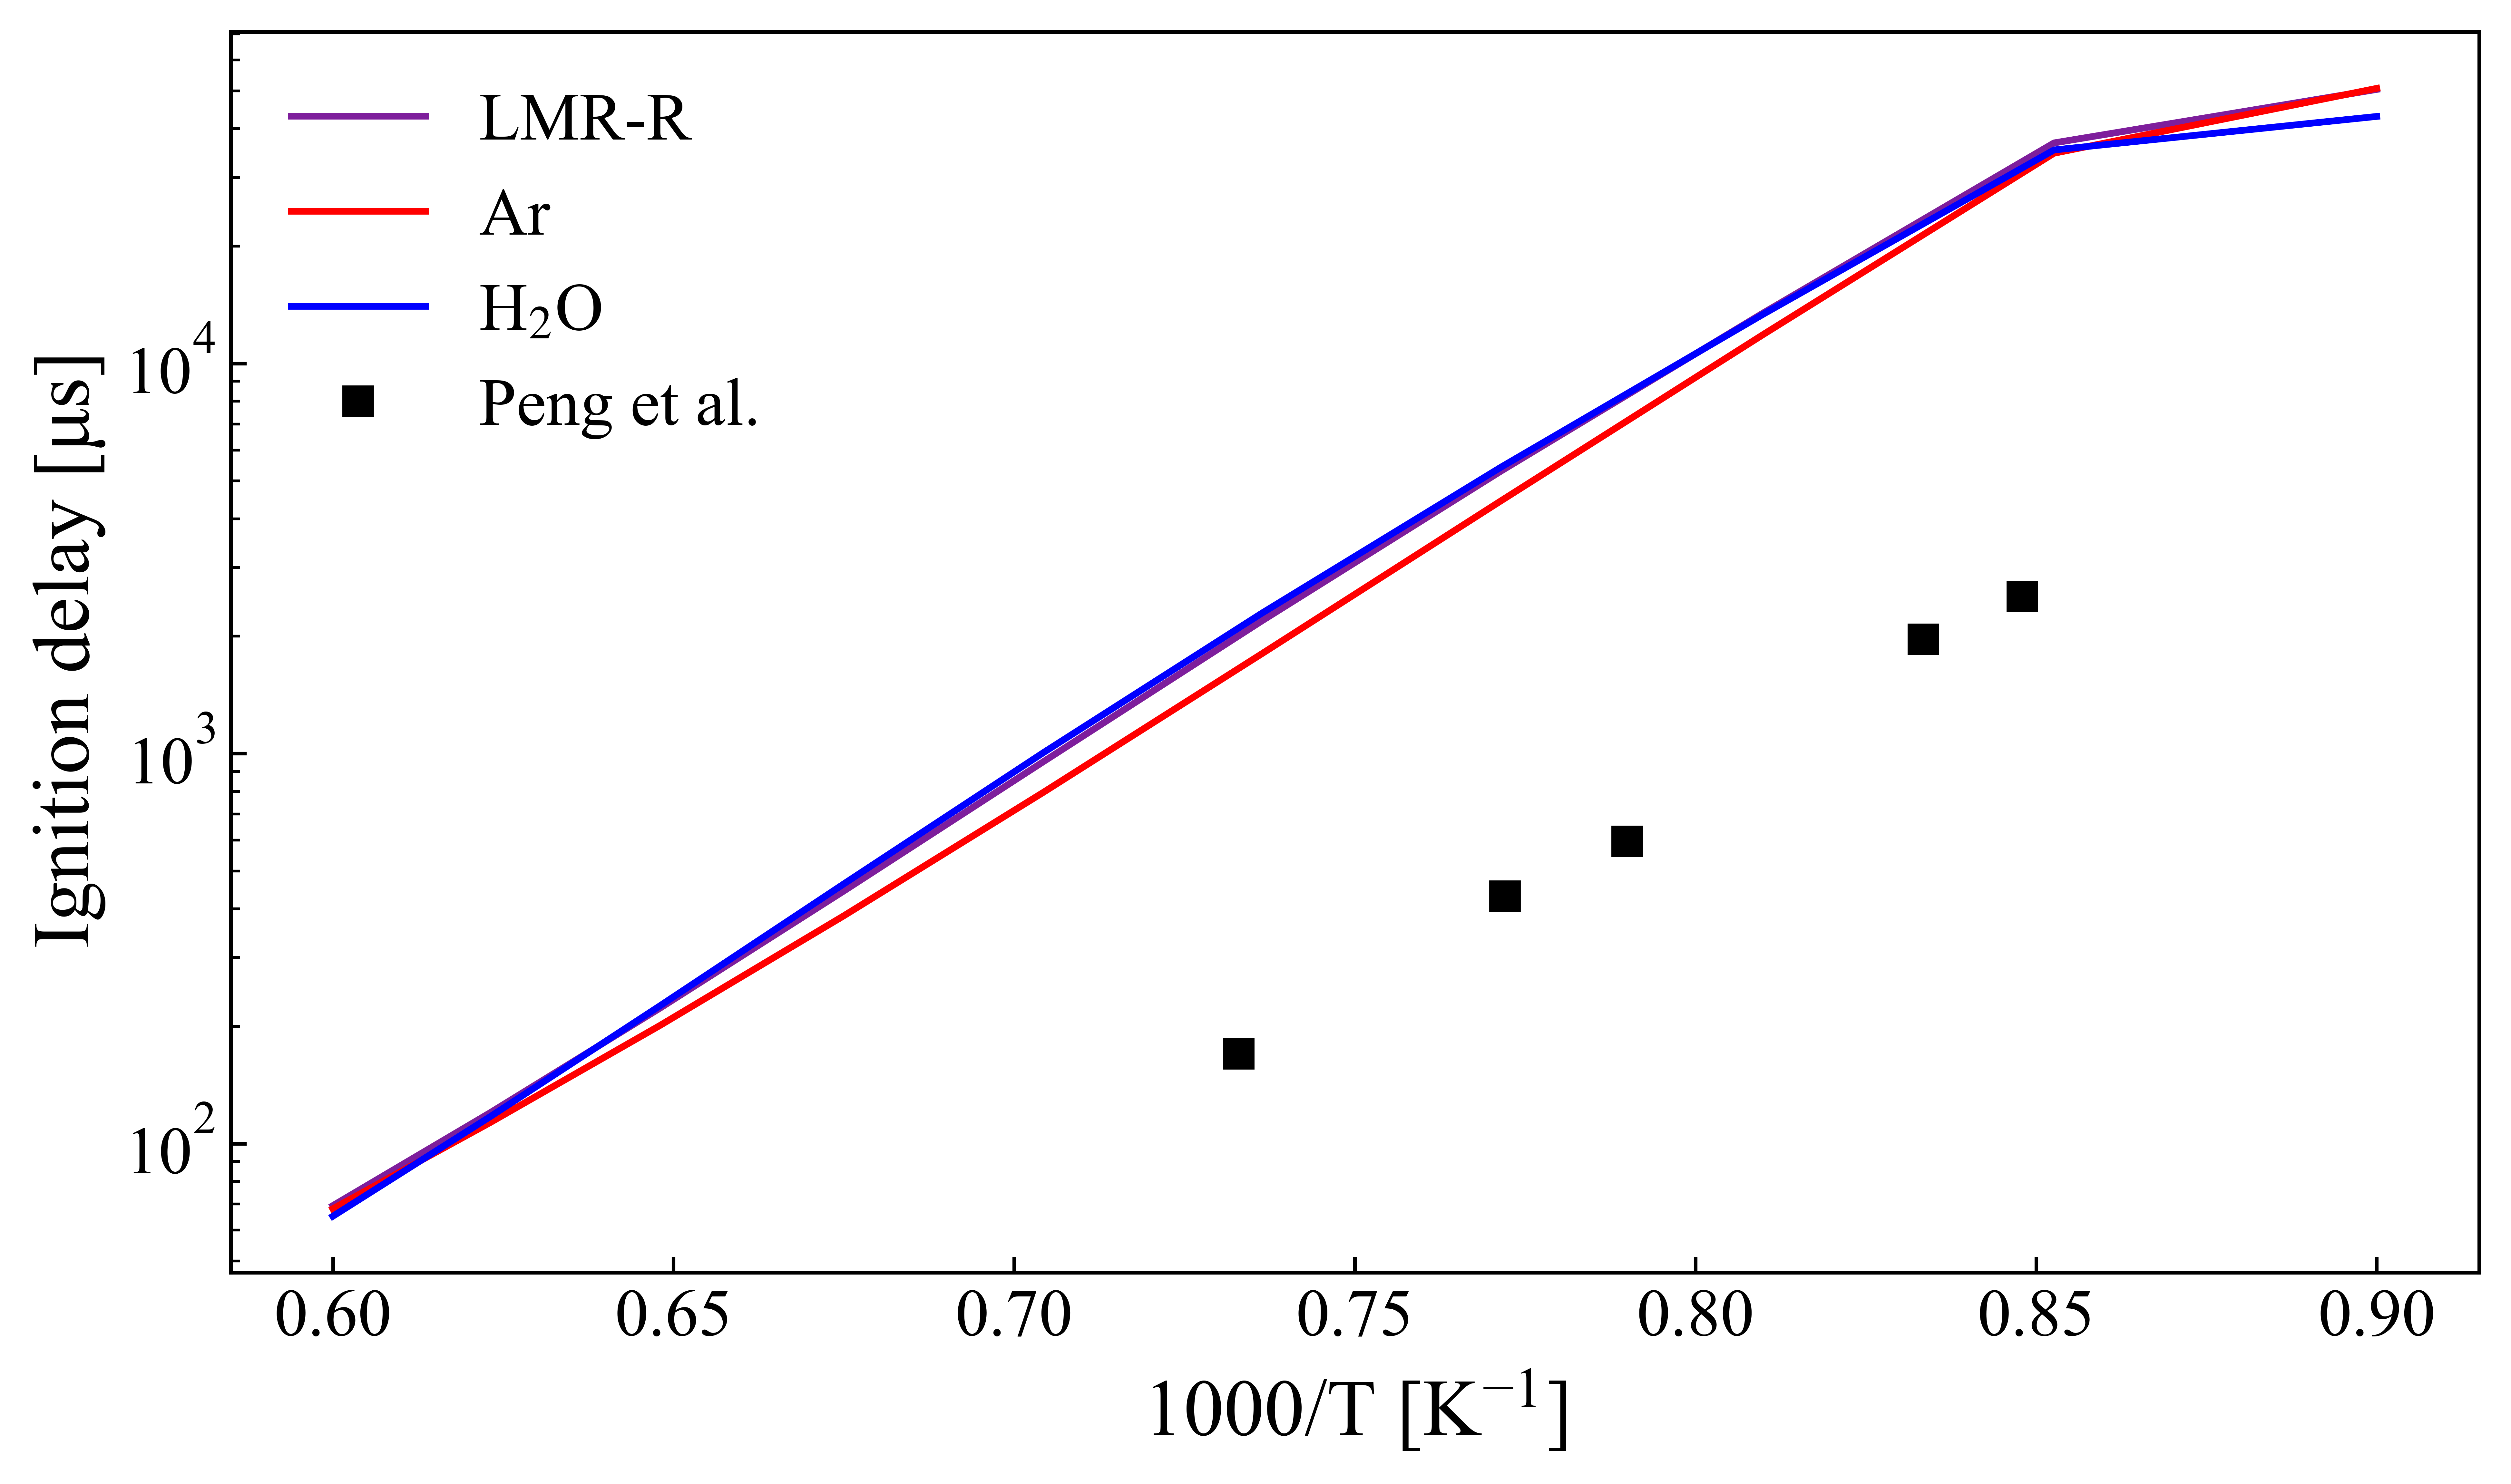 LMR-R
Ar
H₂O
Peng et al.
Ignition delay [μs]
10⁴
10³
10²
0.60 0.65 0.70 0.75 0.80 0.85 0.90
1000/T [K⁻¹]